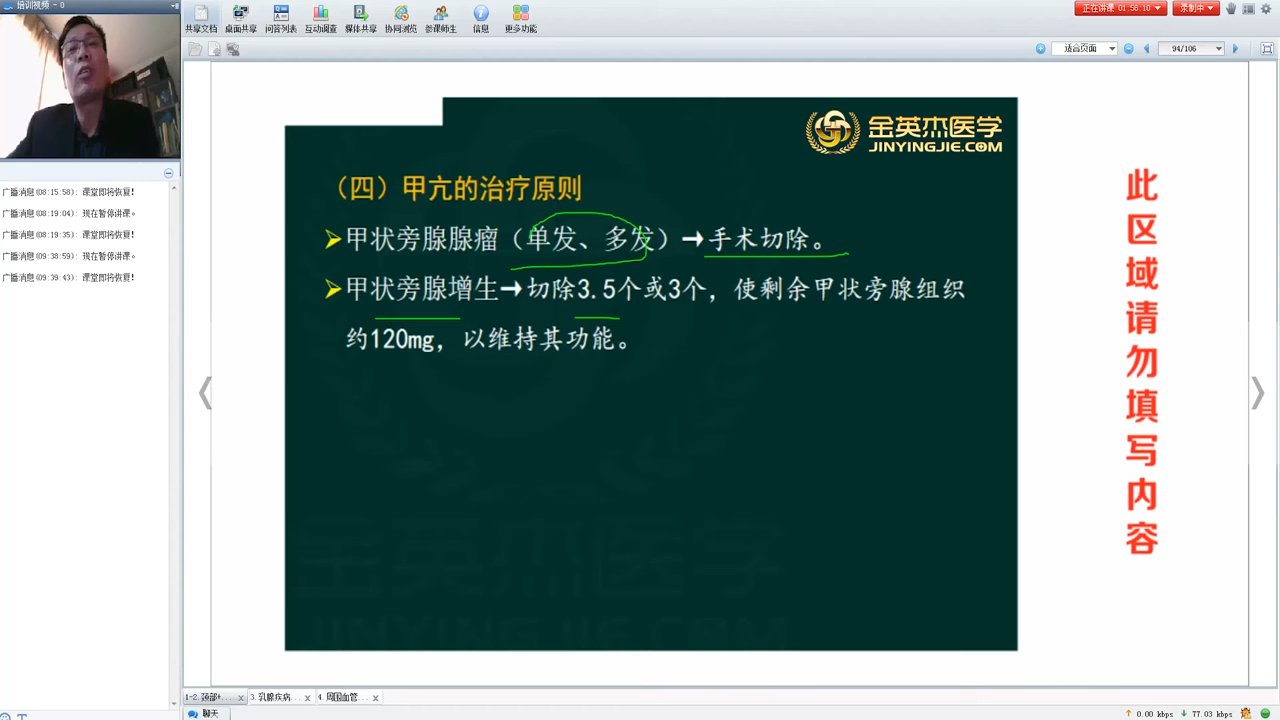 培训视频 - 0
共享文档 桌面共享 问答列表 互动调查 媒体共享 协同浏览 参课师生 信息 更多功能
正在讲课 01:56:10
录制中
适合页面
94/106
广播消息(08:15:58): 课堂即将恢复!
广播消息(08:19:04): 现在暂停讲课。
广播消息(08:19:35): 课堂即将恢复!
广播消息(09:38:59): 现在暂停讲课。
广播消息(09:39:43): 课堂即将恢复!
金英杰医学
JINYINGJIE.COM
（四）甲亢的治疗原则
甲状旁腺腺瘤（单发、多发）→手术切除。
甲状旁腺增生→切除3.5个或3个，使剩余甲状旁腺组织
约120mg，以维持其功能。
金英杰医学
JINYINGJIE.COM
此
区
域
请
勿
填
写
内
容
3. 乳腺疾病...
4. 周围血管...
聊天
0.00 kbps
77.03 kbps